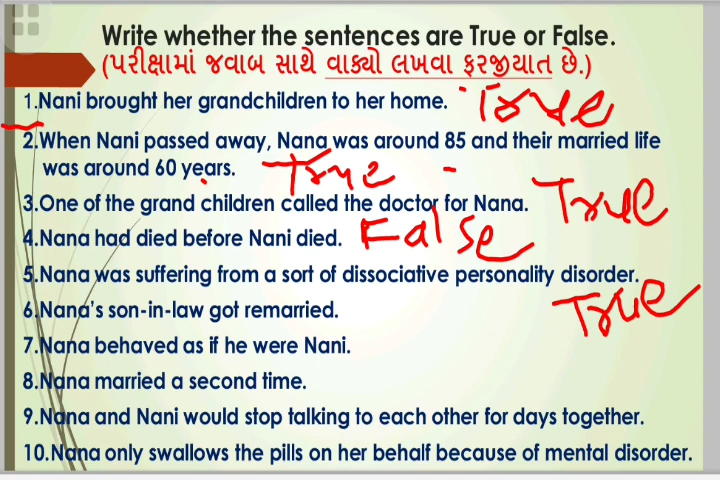 Write whether the sentences are True or False.
(પરીક્ષામાં જવાબ સાથે વાક્યો લખવા ફરજીયાત છે.)
1.Nani brought her grandchildren to her home. True
2.When Nani passed away, Nana was around 85 and their married life
was around 60 years. True
3.One of the grand children called the doctor for Nana. True
4.Nana had died before Nani died. False
5.Nana was suffering from a sort of dissociative personality disorder.
True
6.Nana's son-in-law got remarried.
7.Nana behaved as if he were Nani.
8.Nana married a second time.
9.Nana and Nani would stop talking to each other for days together.
10.Nana only swallows the pills on her behalf because of mental disorder.